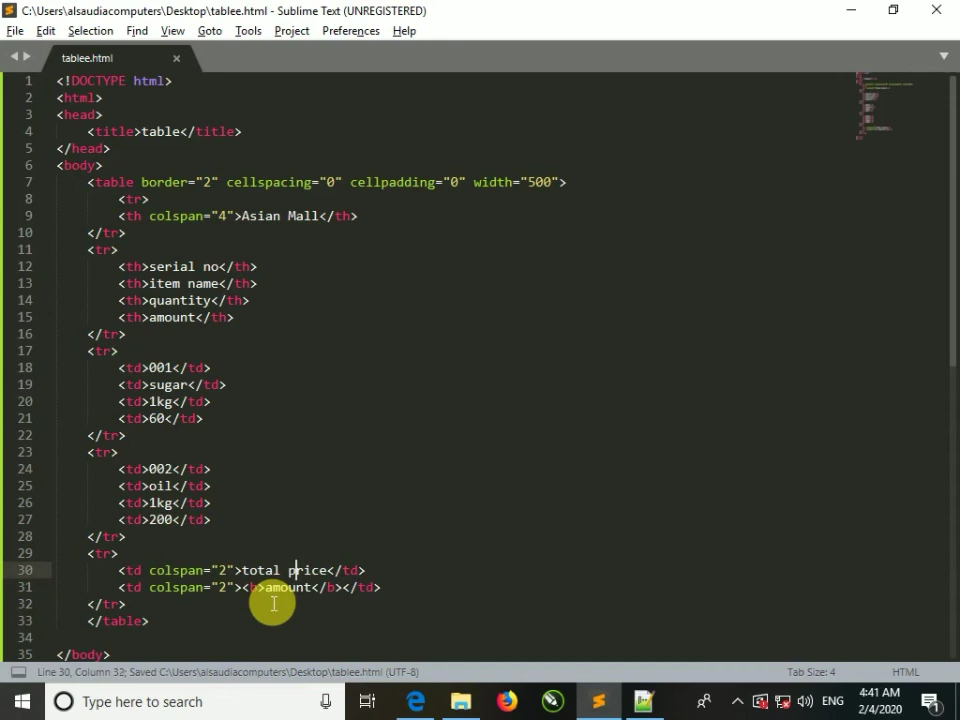 C:\Users\alsaudiacomputers\Desktop\tablee.html - Sublime Text (UNREGISTERED)
File Edit Selection Find View Goto Tools Project Preferences Help
tablee.html
1 <!DOCTYPE html>
2 <html>
3 <head>
4 <title>table</title>
5 </head>
6 <body>
7 <table border="2" cellspacing="0" cellpadding="0" width="500">
8 <tr>
9 <th colspan="4">Asian Mall</th>
10 </tr>
11 <tr>
12 <th>serial no</th>
13 <th>item name</th>
14 <th>quantity</th>
15 <th>amount</th>
16 </tr>
17 <tr>
18 <td>001</td>
19 <td>sugar</td>
20 <td>1kg</td>
21 <td>60</td>
22 </tr>
23 <tr>
24 <td>002</td>
25 <td>oil</td>
26 <td>1kg</td>
27 <td>200</td>
28 </tr>
29 <tr>
30 <td colspan="2">total price</td>
31 <td colspan="2"><b>amount</b></td>
32 </tr>
33 </table>
34
35 </body>
Line 30, Column 32; Saved C:\Users\alsaudiacomputers\Desktop\tablee.html (UTF-8) Tab Size: 4 HTML
Type here to search ENG 4:41 AM
2/4/2020
1